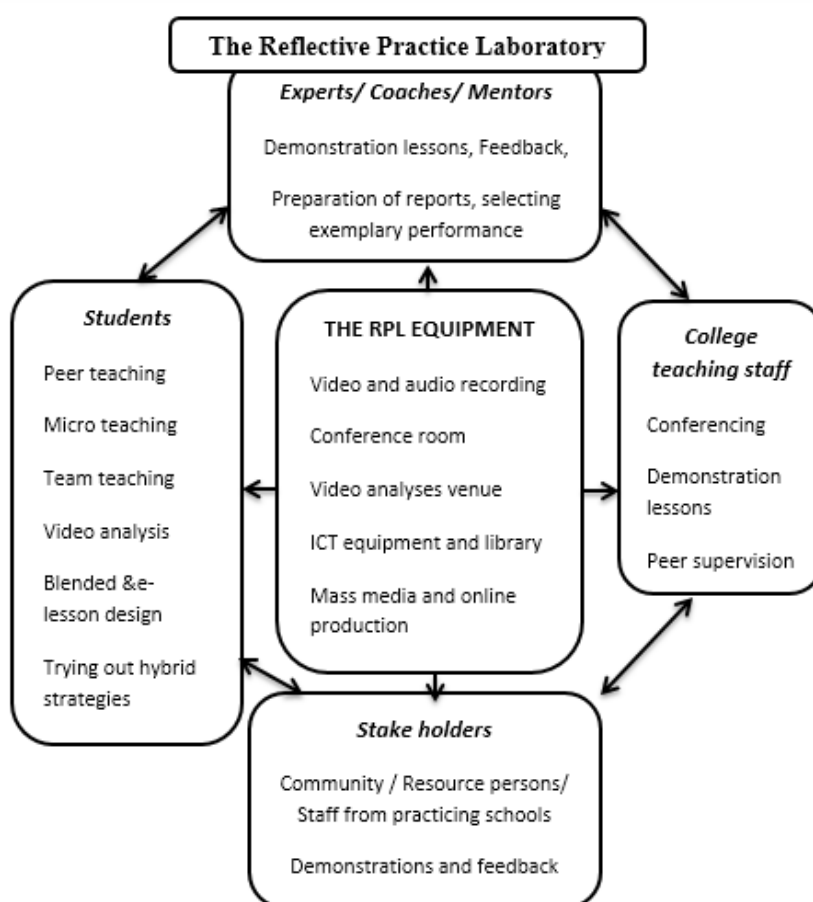 The Reflective Practice Laboratory
Experts/ Coaches/ Mentors
Demonstration lessons, Feedback,
Preparation of reports, selecting
exemplary performance
Students
Peer teaching
Micro teaching
Team teaching
Video analysis
Blended &e-
lesson design
Trying out hybrid
strategies
THE RPL EQUIPMENT
Video and audio recording
Conference room
Video analyses venue
ICT equipment and library
Mass media and online
production
College
teaching staff
Conferencing
Demonstration
lessons
Peer supervision
Stake holders
Community / Resource persons/
Staff from practicing schools
Demonstrations and feedback